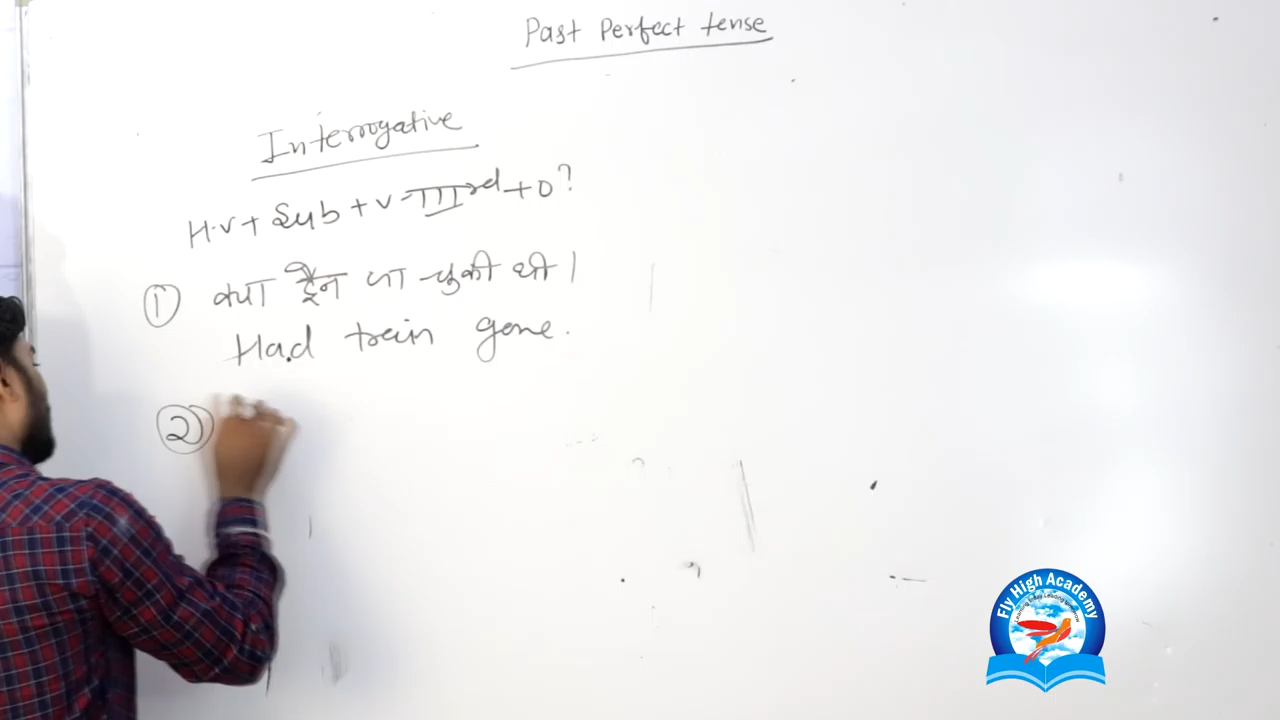 Past Perfect tense
Interrogative
H.V + Sub + V-IIIrd + O?
① क्या ट्रेन जा चुकी थी।
Had train gone.
②
Fly High Academy